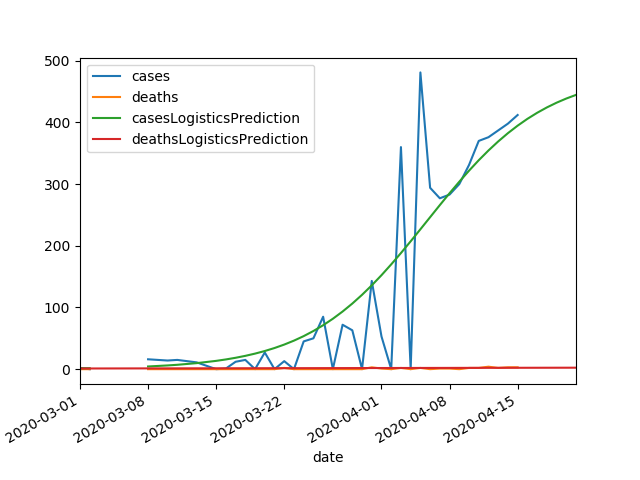 500
400
300
200
100
0
cases
deaths
casesLogisticsPrediction
deathsLogisticsPrediction
2020-03-01
2020-03-08
2020-03-15
2020-03-22
2020-04-01
2020-04-08
2020-04-15
date